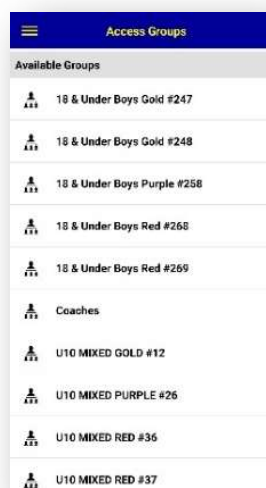 Access Groups
Available Groups
18 & Under Boys Gold #247
18 & Under Boys Gold #248
18 & Under Boys Purple #258
18 & Under Boys Red #268
18 & Under Boys Red #269
Coaches
U10 MIXED GOLD #12
U10 MIXED PURPLE #26
U10 MIXED RED #36
U10 MIXED RED #37